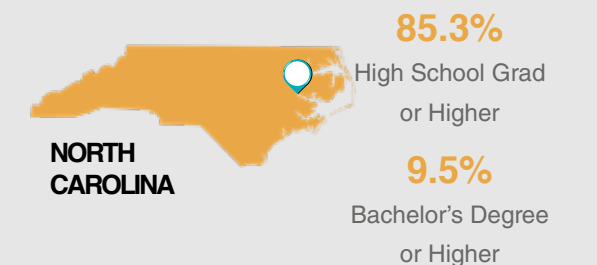 85.3%
High School Grad
or Higher
NORTH
CAROLINA
9.5%
Bachelor’s Degree
or Higher